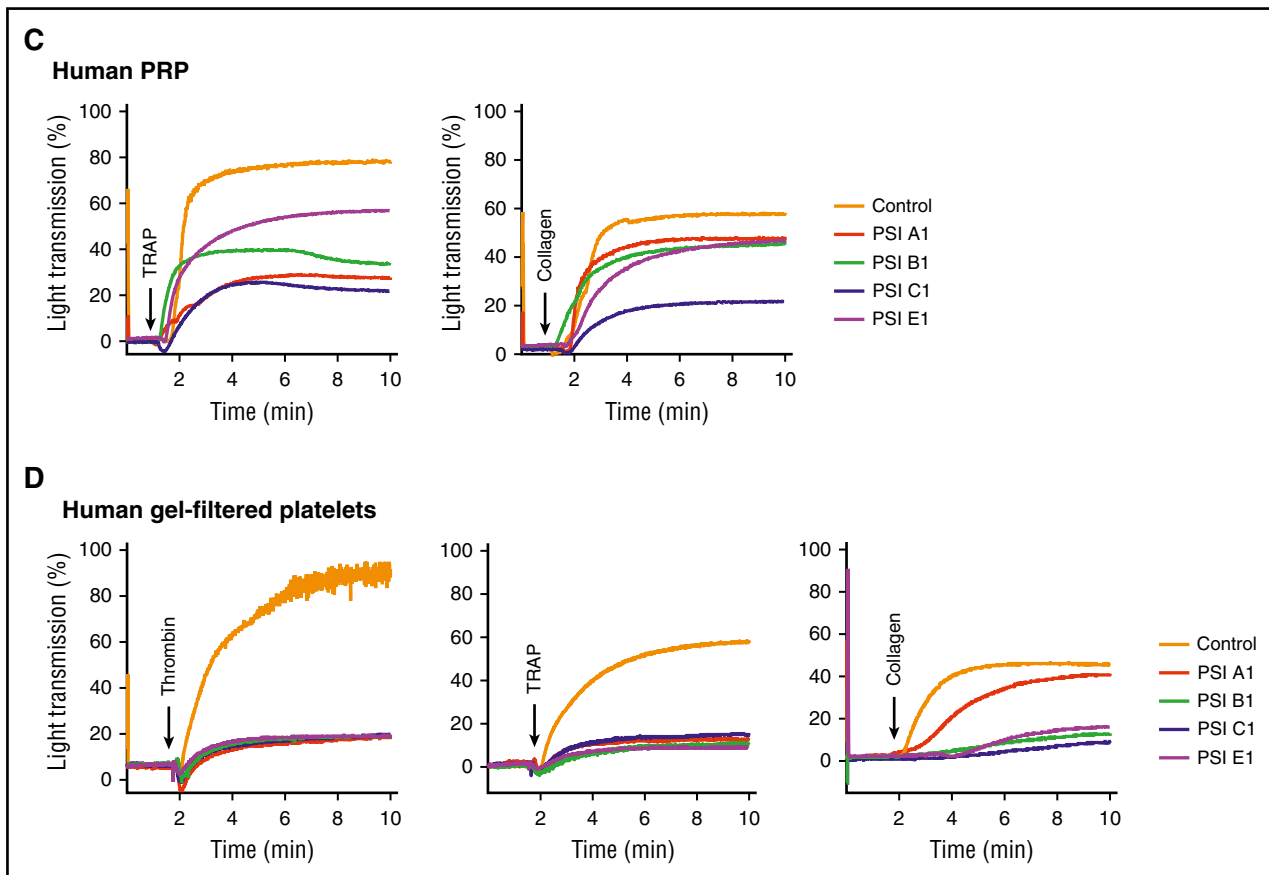 C
Human PRP
Light transmission (%)
100
80
60
40
20
0
TRAP
2 4 6 8 10
Time (min)
Light transmission (%)
100
80
60
40
20
0
Collagen
2 4 6 8 10
Time (min)
Control
PSI A1
PSI B1
PSI C1
PSI E1
D
Human gel-filtered platelets
Light transmission (%)
100
80
60
40
20
0
Thrombin
2 4 6 8 10
Time (min)
100
80
60
40
20
0
TRAP
2 4 6 8 10
Time (min)
100
80
60
40
20
0
Collagen
2 4 6 8 10
Time (min)
Control
PSI A1
PSI B1
PSI C1
PSI E1